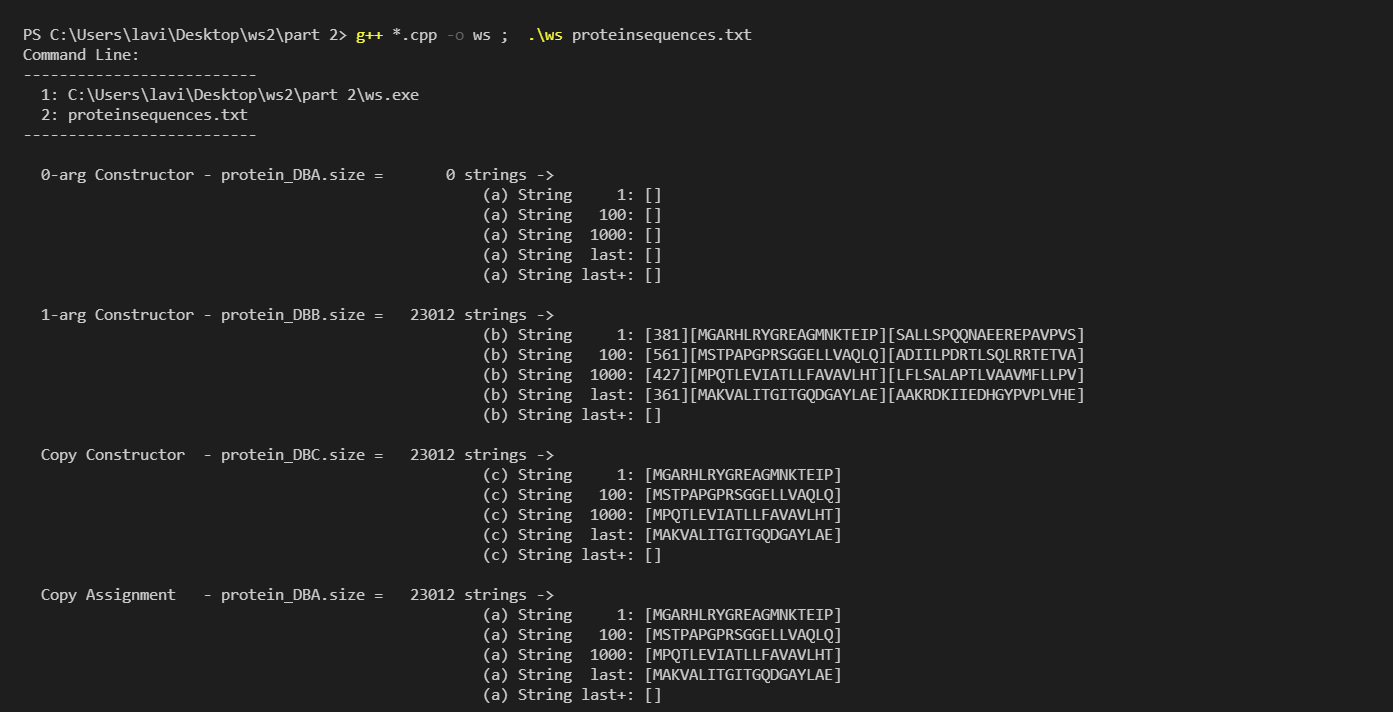 PS C:\Users\lavi\Desktop\ws2\part 2> g++ *.cpp -o ws ;  .\ws proteinsequences.txt
Command Line:
--------------------------
  1: C:\Users\lavi\Desktop\ws2\part 2\ws.exe
  2: proteinsequences.txt
--------------------------
  0-arg Constructor - protein_DBA.size =       0 strings ->
                                                   (a) String     1: []
                                                   (a) String   100: []
                                                   (a) String  1000: []
                                                   (a) String  last: []
                                                   (a) String last+: []
  1-arg Constructor - protein_DBB.size =   23012 strings ->
                                                   (b) String     1: [381][MGARHLRYGREAGMNKTEIP][SALLSPQQNAEEREPAVPVS]
                                                   (b) String   100: [561][MSTPAPGPRSGGELLVAQLQ][ADIILPDRTLSQLRRTETVA]
                                                   (b) String  1000: [427][MPQTLEVIATLLFAVAVLHT][LFLSALAPTLVAAVMFLLPV]
                                                   (b) String  last: [361][MAKVALITGITGQDGAYLAE][AAKRDKIIEDHGYPVPLVHE]
                                                   (b) String last+: []
  Copy Constructor  - protein_DBC.size =   23012 strings ->
                                                   (c) String     1: [MGARHLRYGREAGMNKTEIP]
                                                   (c) String   100: [MSTPAPGPRSGGELLVAQLQ]
                                                   (c) String  1000: [MPQTLEVIATLLFAVAVLHT]
                                                   (c) String  last: [MAKVALITGITGQDGAYLAE]
                                                   (c) String last+: []
  Copy Assignment   - protein_DBA.size =   23012 strings ->
                                                   (a) String     1: [MGARHLRYGREAGMNKTEIP]
                                                   (a) String   100: [MSTPAPGPRSGGELLVAQLQ]
                                                   (a) String  1000: [MPQTLEVIATLLFAVAVLHT]
                                                   (a) String  last: [MAKVALITGITGQDGAYLAE]
                                                   (a) String last+: []